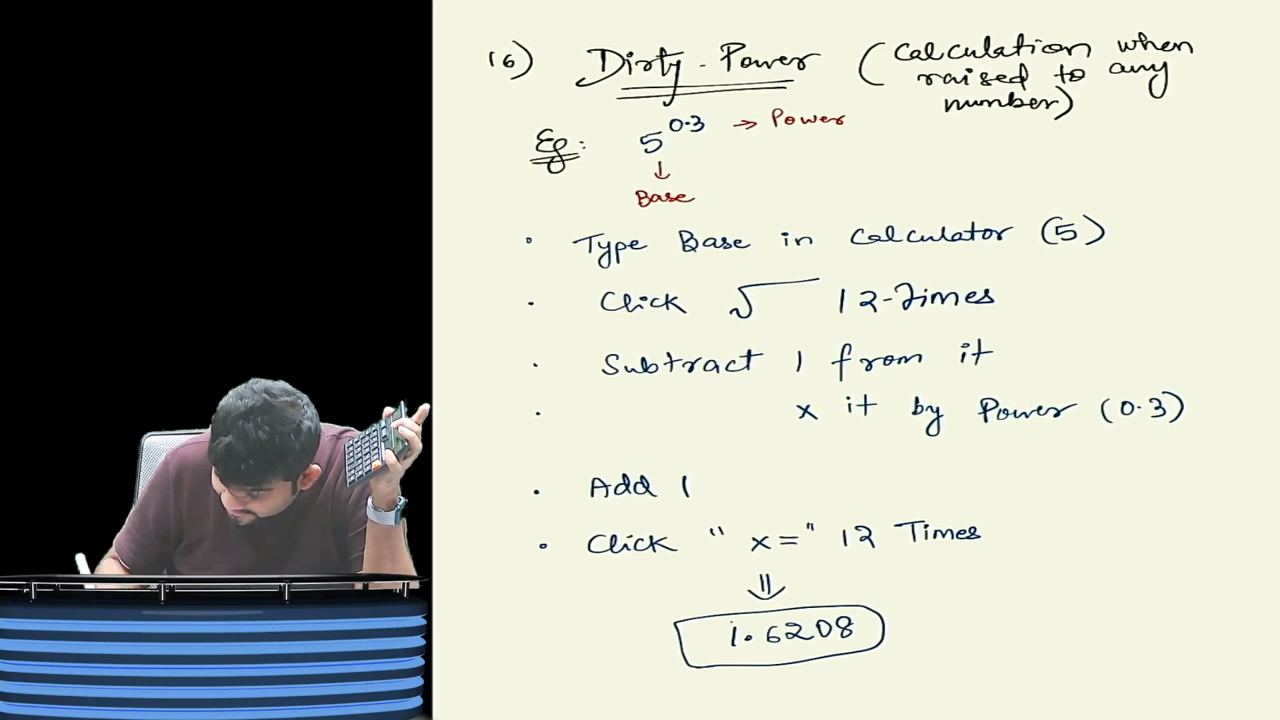 16) Dirty-Power (Calculation when raised to any number)
Eg: 5^0.3 → Power
↓
Base
• Type Base in calculator (5)
• Click √ 12-Times
• Subtract 1 from it
• x it by Power (0.3)
• Add 1
• Click " x=" 12 Times
⇓
1.6208